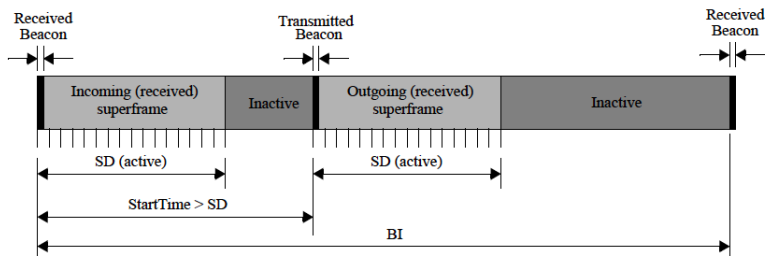 Received
Beacon
Transmitted
Beacon
Received
Beacon
Incoming (received)
superframe
Inactive
Outgoing (received)
superframe
Inactive
SD (active)
SD (active)
StartTime > SD
BI